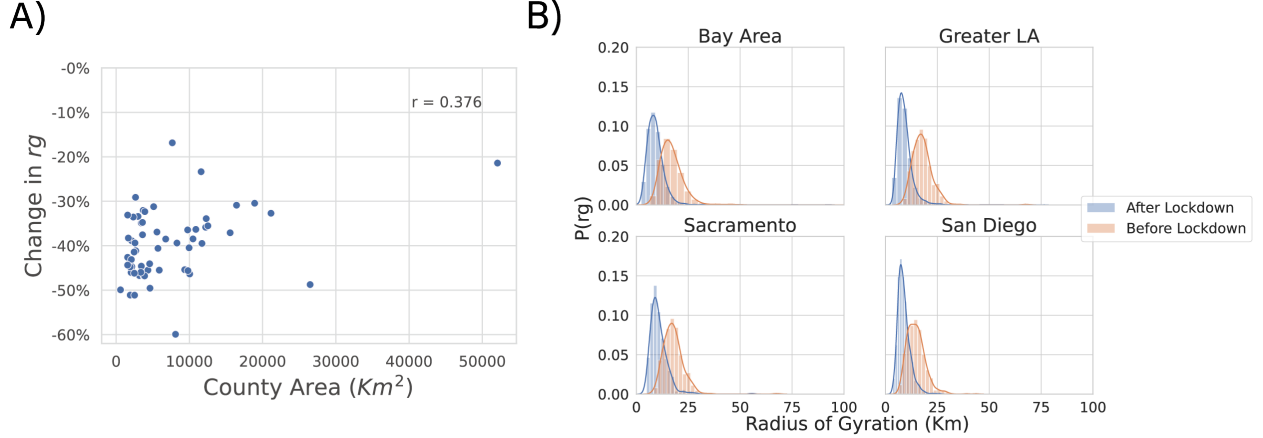 A)
-0%
-10%
-20%
-30%
-40%
-50%
-60%
Change in rg
r = 0.376
0 10000 20000 30000 40000 50000
County Area (Km²)
B)
Bay Area
Greater LA
0.20
0.15
0.10
0.05
0.00
P(rg)
Sacramento
San Diego
0.20
0.15
0.10
0.05
0.00
0 25 50 75 100
0 25 50 75 100
Radius of Gyration (Km)
After Lockdown
Before Lockdown